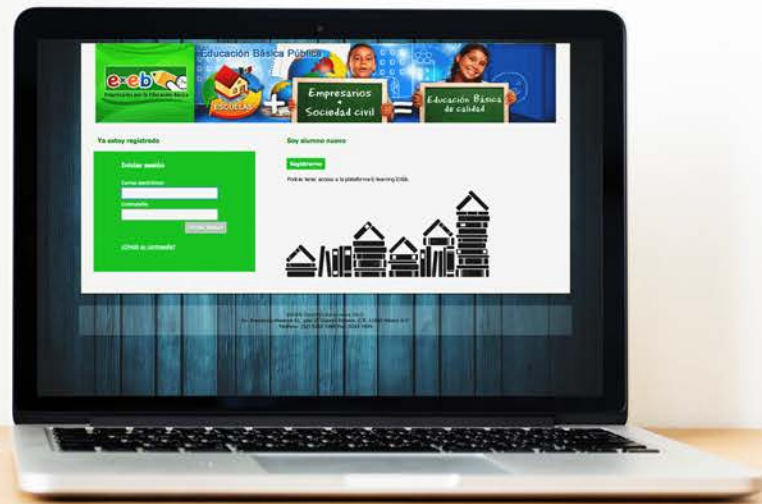 Educación Básica Pública
e×eb
Empresarios por la Educación Básica
ESCUELAS
+
Empresarios
+
Sociedad civil
=
Educación Básica
de calidad
Ya estoy registrado
Soy alumno nuevo
Iniciar sesión
Registrarme
Correo electrónico:
Podrás tener acceso a la plataforma E-learning EXEB.
Contraseña:
¿Olvidó su contraseña?